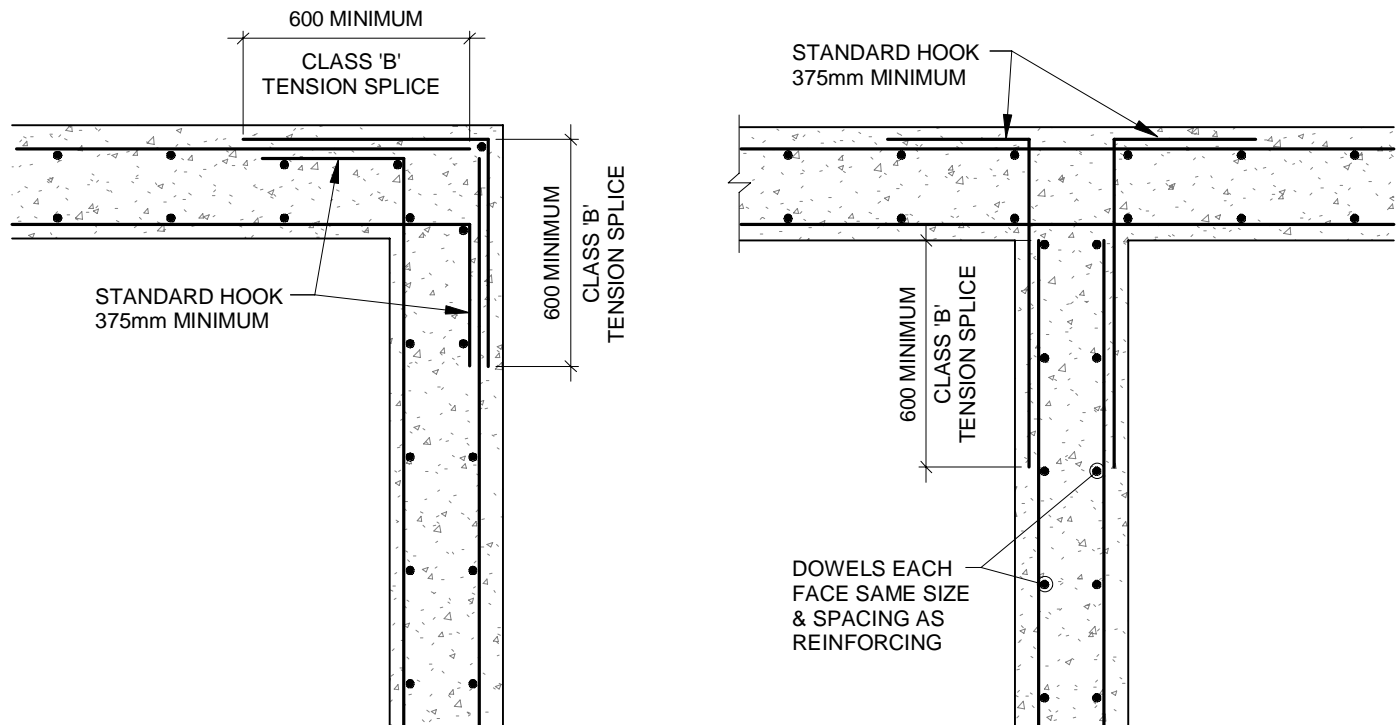 600 MINIMUM
CLASS 'B'
TENSION SPLICE
600 MINIMUM
CLASS 'B'
TENSION SPLICE
STANDARD HOOK
375mm MINIMUM
STANDARD HOOK
375mm MINIMUM
600 MINIMUM
CLASS 'B'
TENSION SPLICE
DOWELS EACH
FACE SAME SIZE
& SPACING AS
REINFORCING